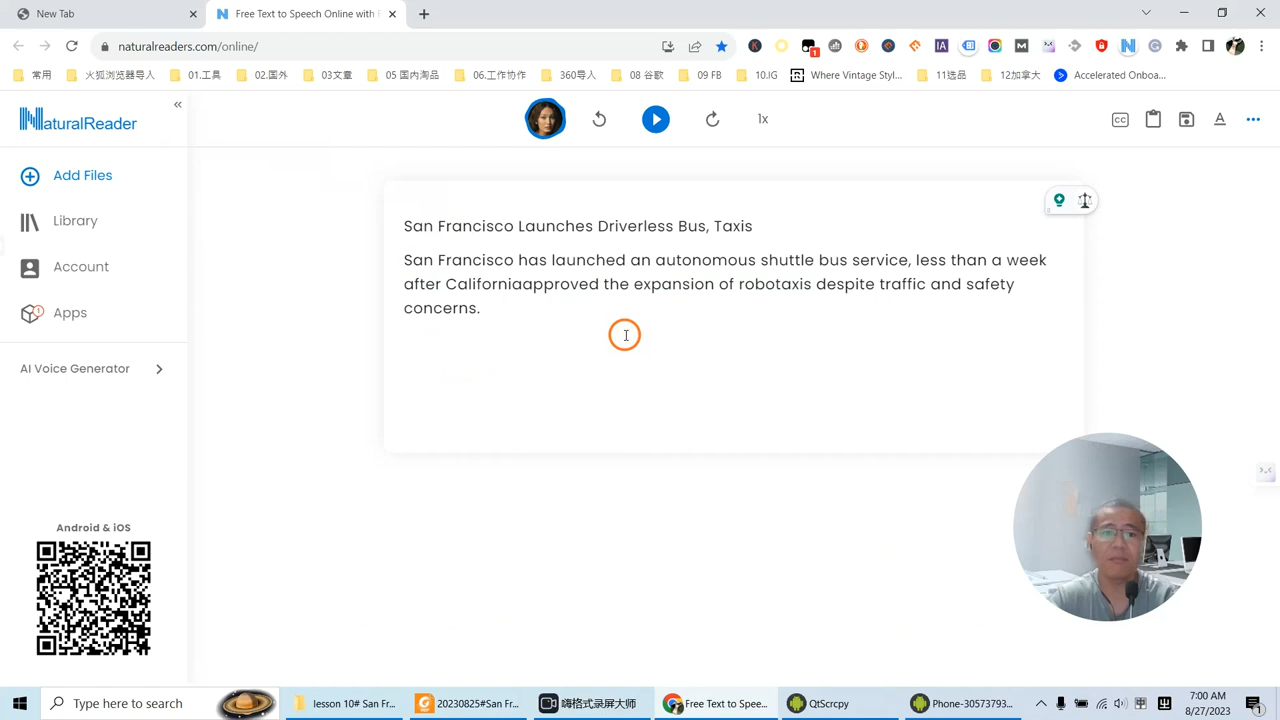 New Tab
Free Text to Speech Online with
naturalreaders.com/online/
1
常用
火狐浏览器导入
01.工具
02.国外
03文章
05 国内淘品
06.工作协作
360导入
08 谷歌
09 FB
10.IG
Where Vintage Styl...
11选品
12加拿大
Accelerated Onboa...
NaturalReader
1x
CC
Add Files
Library
Account
Apps
AI Voice Generator
San Francisco Launches Driverless Bus, Taxis
San Francisco has launched an autonomous shuttle bus service, less than a week
after Californiaapproved the expansion of robotaxis despite traffic and safety
concerns.
Android & iOS
Type here to search
lesson 10# San Fr...
20230825#San Fr...
嗨格式录屏大师
Free Text to Spee...
QtScrcpy
Phone-30573793...
中
7:00 AM
8/27/2023
1